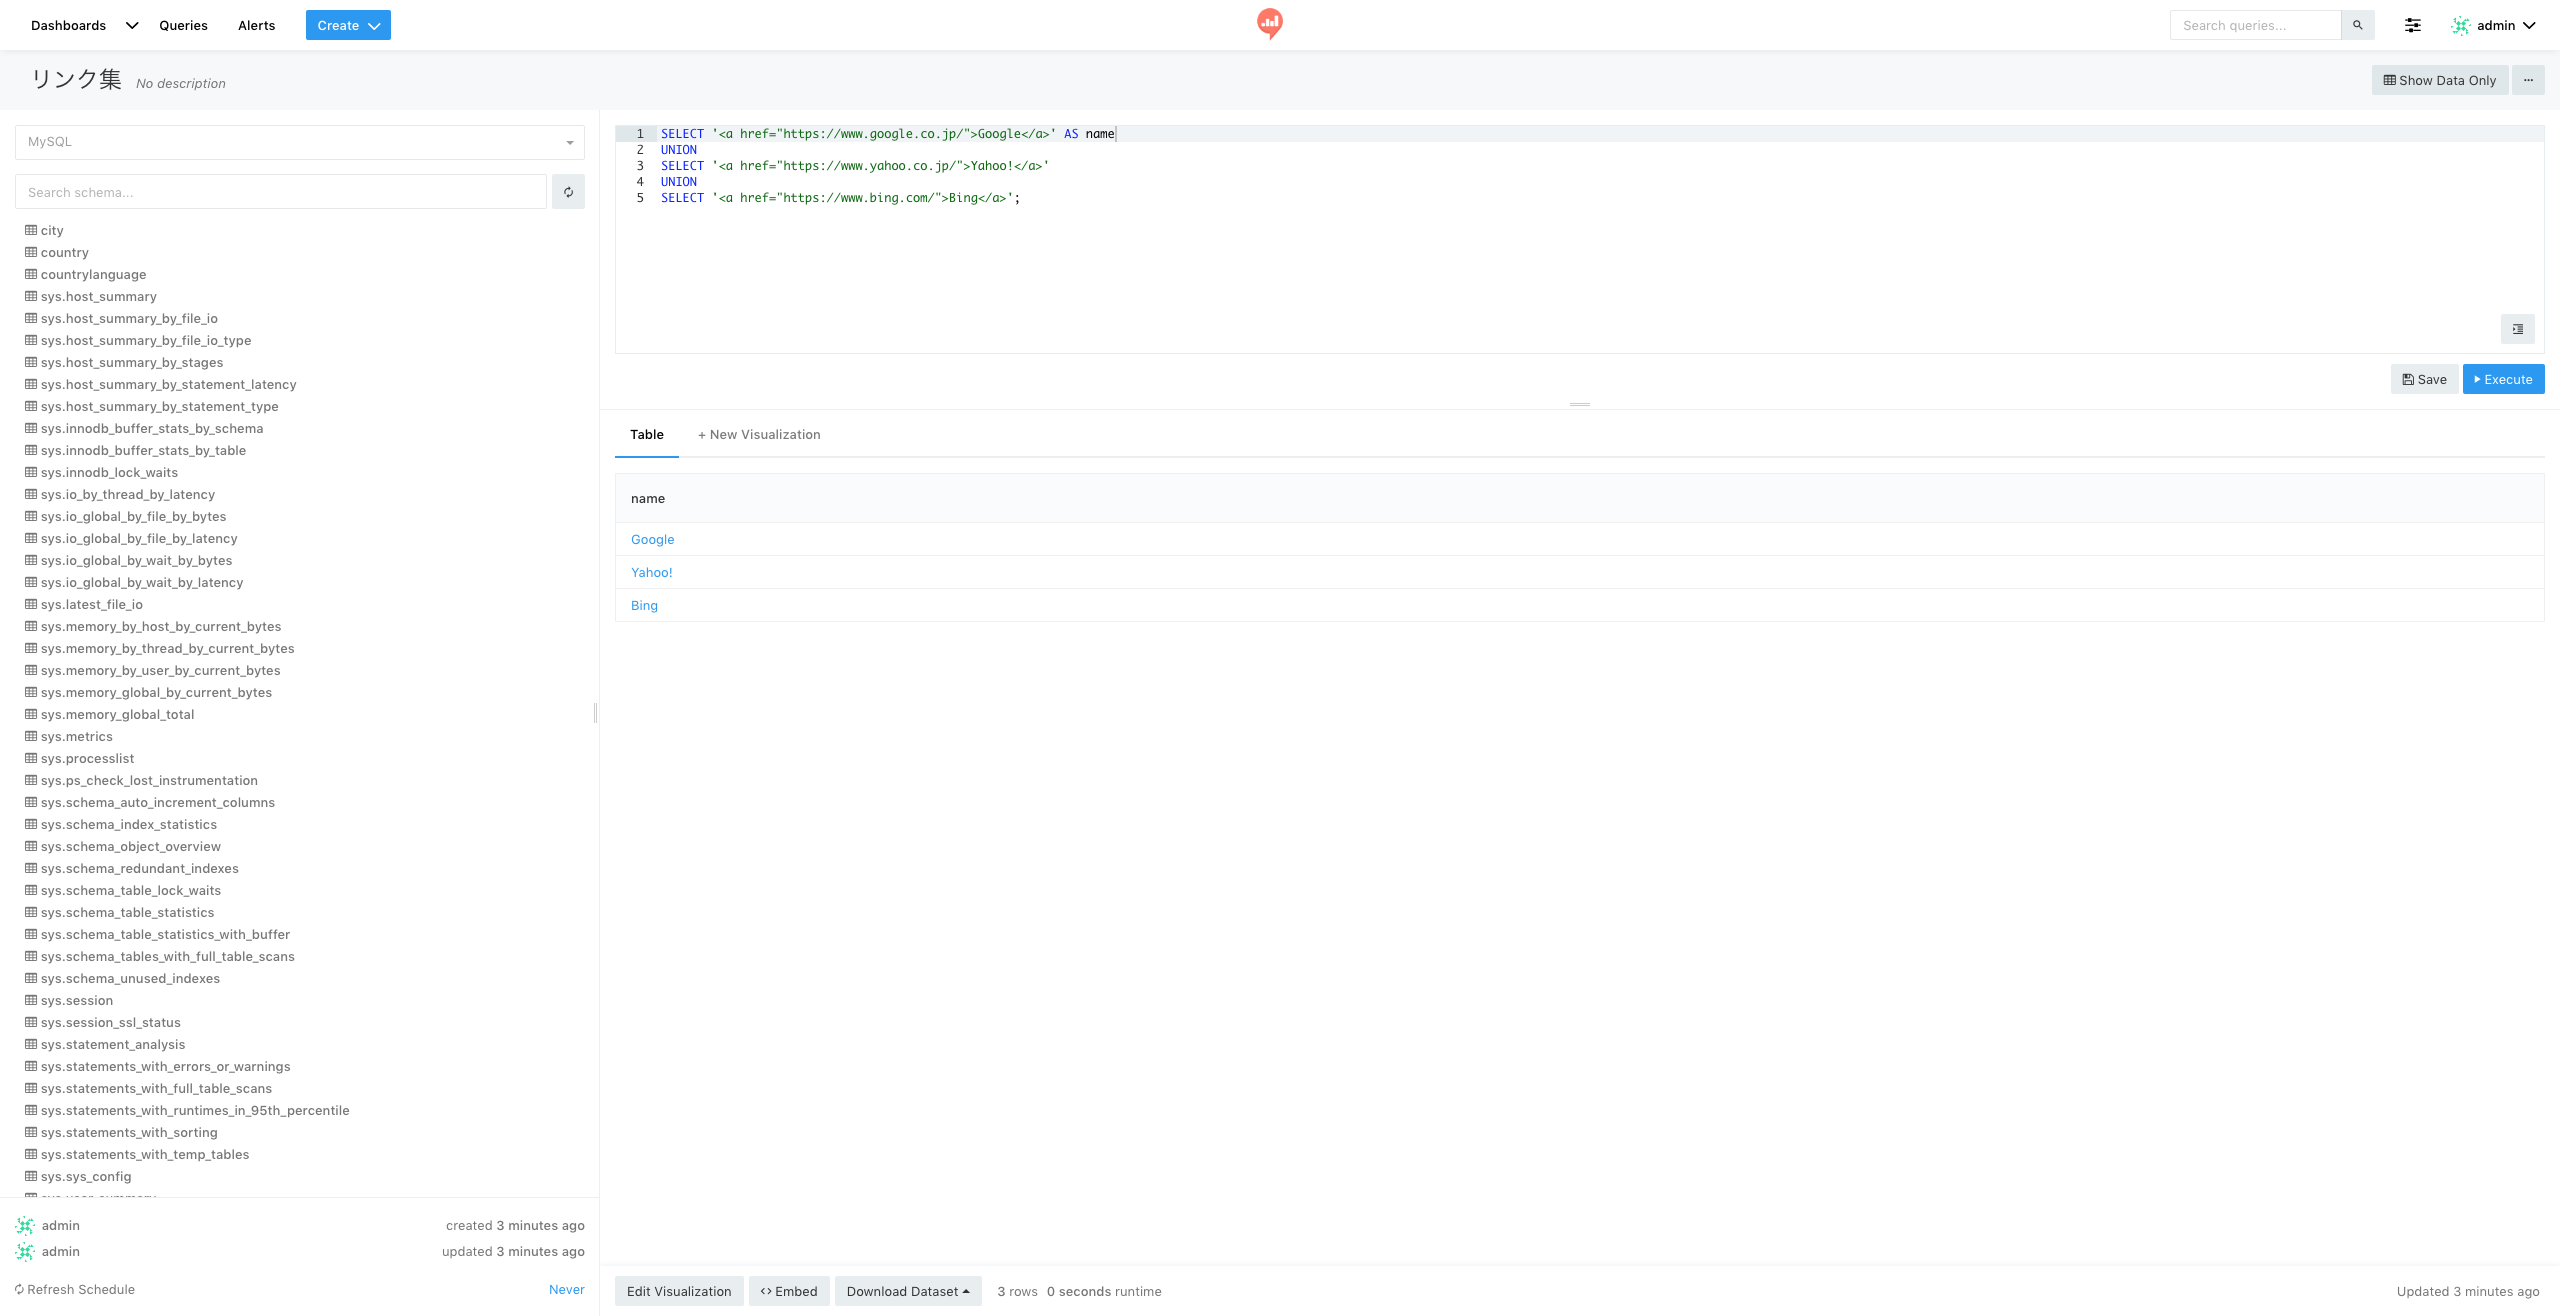 Dashboards Queries Alerts Create Search queries... admin
リンク集 No description Show Data Only
MySQL
Search schema...
city
country
countrylanguage
sys.host_summary
sys.host_summary_by_file_io
sys.host_summary_by_file_io_type
sys.host_summary_by_stages
sys.host_summary_by_statement_latency
sys.host_summary_by_statement_type
sys.innodb_buffer_stats_by_schema
sys.innodb_buffer_stats_by_table
sys.innodb_lock_waits
sys.io_by_thread_by_latency
sys.io_global_by_file_by_bytes
sys.io_global_by_file_by_latency
sys.io_global_by_wait_by_bytes
sys.io_global_by_wait_by_latency
sys.latest_file_io
sys.memory_by_host_by_current_bytes
sys.memory_by_thread_by_current_bytes
sys.memory_by_user_by_current_bytes
sys.memory_global_by_current_bytes
sys.memory_global_total
sys.metrics
sys.processlist
sys.ps_check_lost_instrumentation
sys.schema_auto_increment_columns
sys.schema_index_statistics
sys.schema_object_overview
sys.schema_redundant_indexes
sys.schema_table_lock_waits
sys.schema_table_statistics
sys.schema_table_statistics_with_buffer
sys.schema_tables_with_full_table_scans
sys.schema_unused_indexes
sys.session
sys.session_ssl_status
sys.statement_analysis
sys.statements_with_errors_or_warnings
sys.statements_with_full_table_scans
sys.statements_with_runtimes_in_95th_percentile
sys.statements_with_sorting
sys.statements_with_temp_tables
sys.sys_config
admin created 3 minutes ago
admin updated 3 minutes ago
Refresh Schedule Never
1 SELECT '<a href="https://www.google.co.jp/">Google</a>' AS name
2 UNION
3 SELECT '<a href="https://www.yahoo.co.jp/">Yahoo!</a>'
4 UNION
5 SELECT '<a href="https://www.bing.com/">Bing</a>';
Save Execute
Table + New Visualization
name
Google
Yahoo!
Bing
Edit Visualization <> Embed Download Dataset 3 rows 0 seconds runtime Updated 3 minutes ago